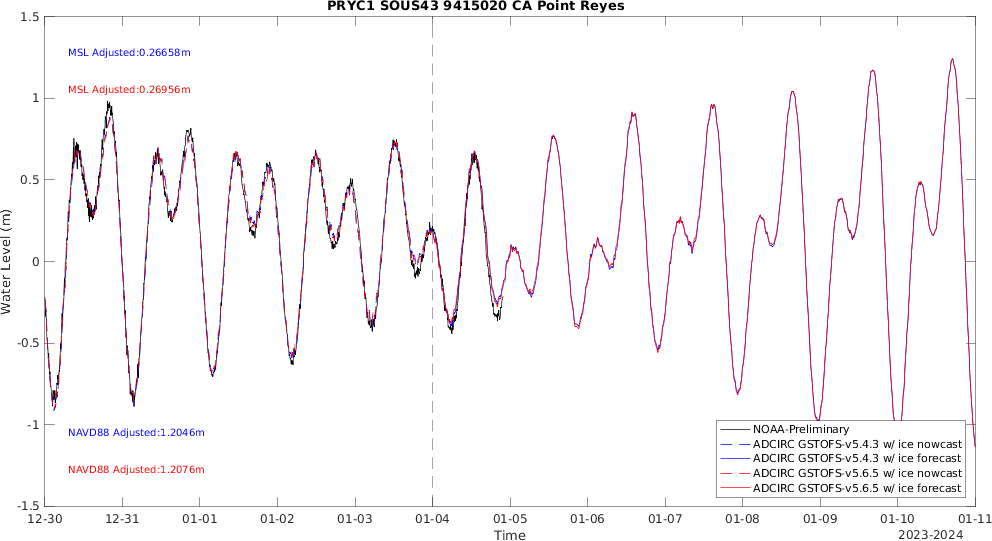 PRYC1 SOUS43 9415020 CA Point Reyes
1.5
MSL Adjusted:0.26658m
MSL Adjusted:0.26956m
1
0.5
Water Level (m)
0
-0.5
-1
NAVD88 Adjusted:1.2046m
NAVD88 Adjusted:1.2076m
NOAA-Preliminary
ADCIRC GSTOFS-v5.4.3 w/ ice nowcast
ADCIRC GSTOFS-v5.4.3 w/ ice forecast
ADCIRC GSTOFS-v5.6.5 w/ ice nowcast
ADCIRC GSTOFS-v5.6.5 w/ ice forecast
-1.5
12-30 12-31 01-01 01-02 01-03 01-04 01-05 01-06 01-07 01-08 01-09 01-10 01-11
Time
2023-2024